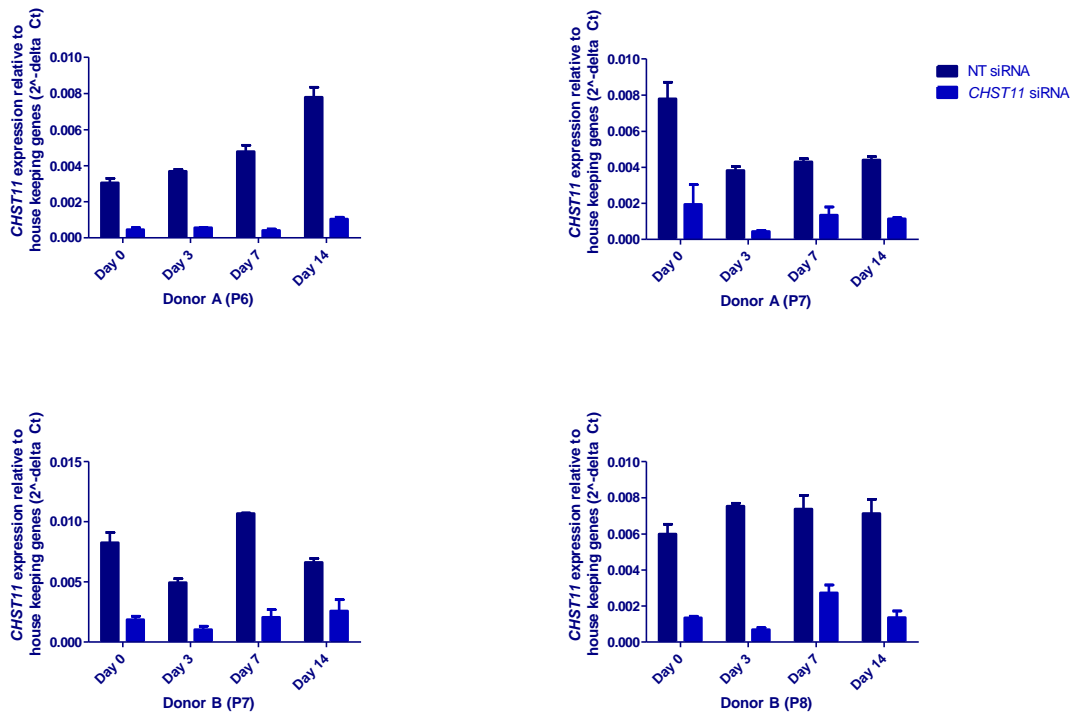 CHST11 expression relative to
house keeping genes (2^-delta Ct)
0.010
0.008
0.006
0.004
0.002
0.000
Day 0
Day 3
Day 7
Day 14
Donor A (P6)
CHST11 expression relative to
house keeping genes (2^-delta Ct)
0.010
0.008
0.006
0.004
0.002
0.000
Day 0
Day 3
Day 7
Day 14
Donor A (P7)
NT siRNA
CHST11 siRNA
CHST11 expression relative to
house keeping genes (2^-delta Ct)
0.015
0.010
0.005
0.000
Day 0
Day 3
Day 7
Day 14
Donor B (P7)
CHST11 expression relative to
house keeping genes (2^-delta Ct)
0.010
0.008
0.006
0.004
0.002
0.000
Day 0
Day 3
Day 7
Day 14
Donor B (P8)